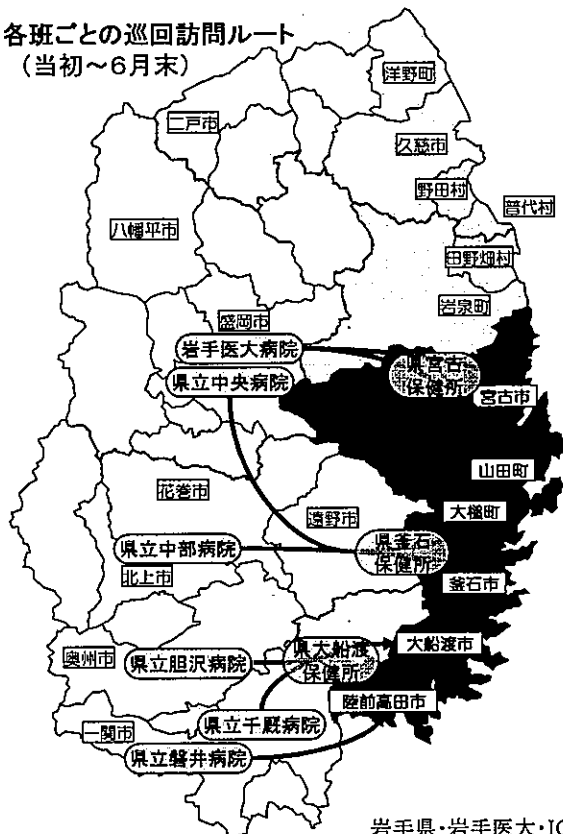 各班ごとの巡回訪問ルート
(当初～6月末)
洋野町
二戸市
久慈市
野田村
普代村
八幡平市
田野畑村
岩泉町
盛岡市
岩手医大病院
県宮古
保健所
県立中央病院
宮古市
山田町
花巻市
遠野市
大槌町
県立中部病院
県釜石
保健所
北上市
釜石市
大船渡市
県大船渡
保健所
奥州市
県立胆沢病院
陸前高田市
県立千厩病院
一関市
県立磐井病院
岩手県・岩手医大・IC